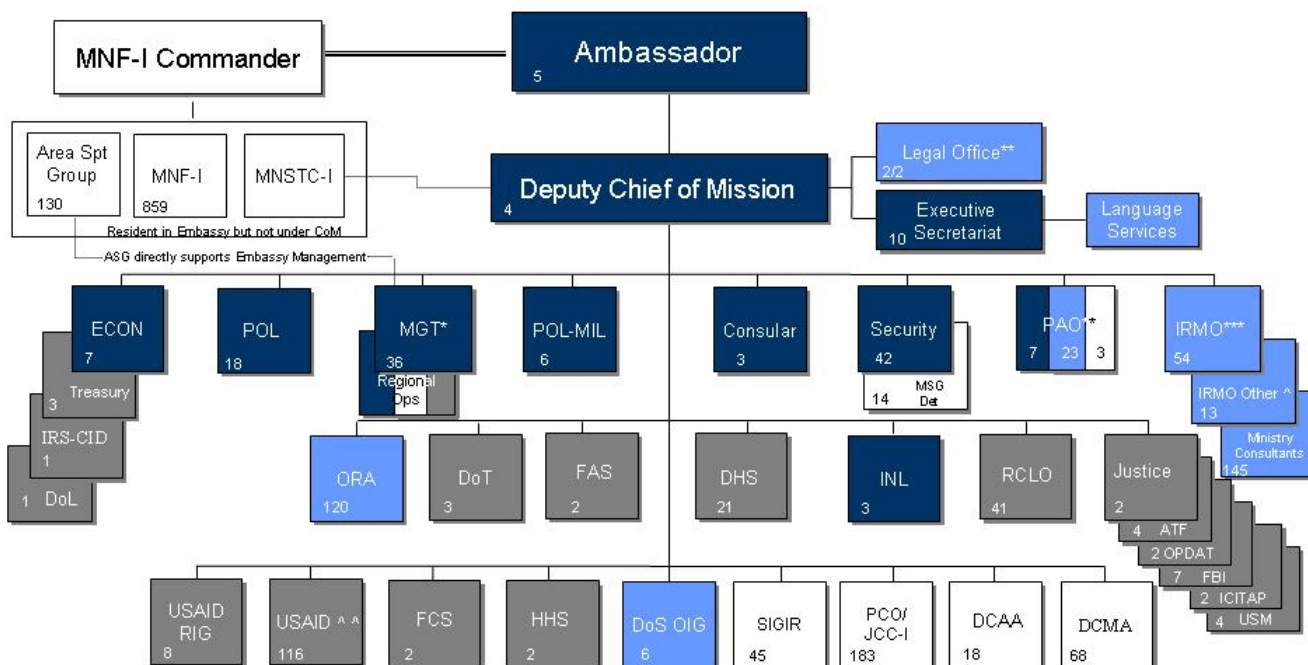 MNF-I Commander
Ambassador
5
Area Spt
Group
130
MNF-I
859
MNSTC-I
Resident in Embassy but not under CoM
Deputy Chief of Mission
4
Legal Office**
2/2
Executive
Secretariat
10
Language
Services
ASG directly supports Embassy Management
ECON
7
POL
18
MGT*
36
POL-MIL
6
Consular
3
Security
42
PAO**
7 23 3
IRMO***
54
Treasury
3
IRS-CID
1
1 DoL
Regional
Ops
14 MSG
Det
IRMO Other ^
13
Ministry
Consultants
145
ORA
120
DoT
3
FAS
2
DHS
21
INL
3
RCLO
41
Justice
2
4 ATF
2 OPDAT
7 FBI
2 ICITAP
4 USM
USAID
RIG
8
USAID ^ ^
116
FCS
2
HHS
2
DoS OIG
6
SIGIR
45
PCO/
JCC-I
183
DCAA
18
DCMA
68